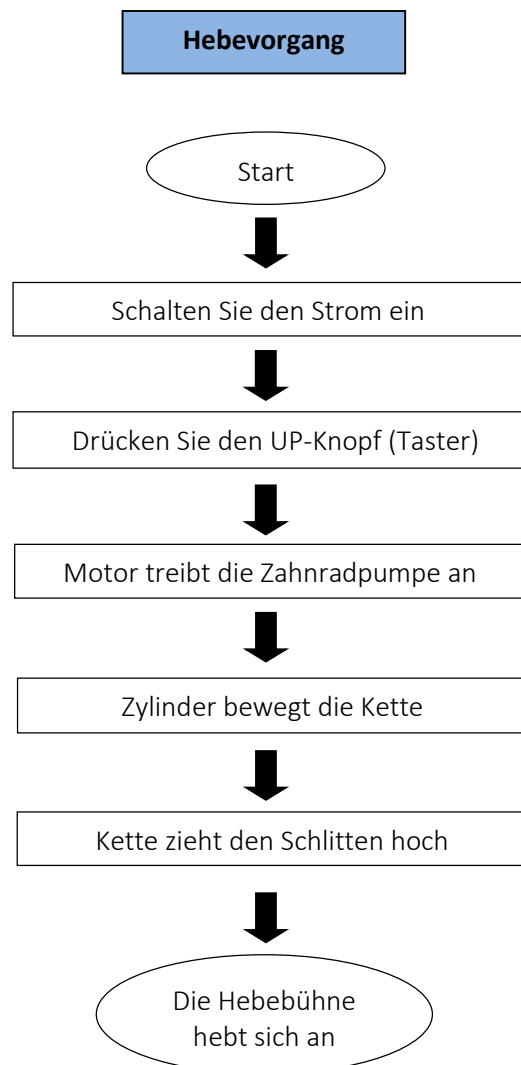 Hebevorgang
Start
Schalten Sie den Strom ein
Drücken Sie den UP-Knopf (Taster)
Motor treibt die Zahnradpumpe an
Zylinder bewegt die Kette
Kette zieht den Schlitten hoch
Die Hebebühne
hebt sich an